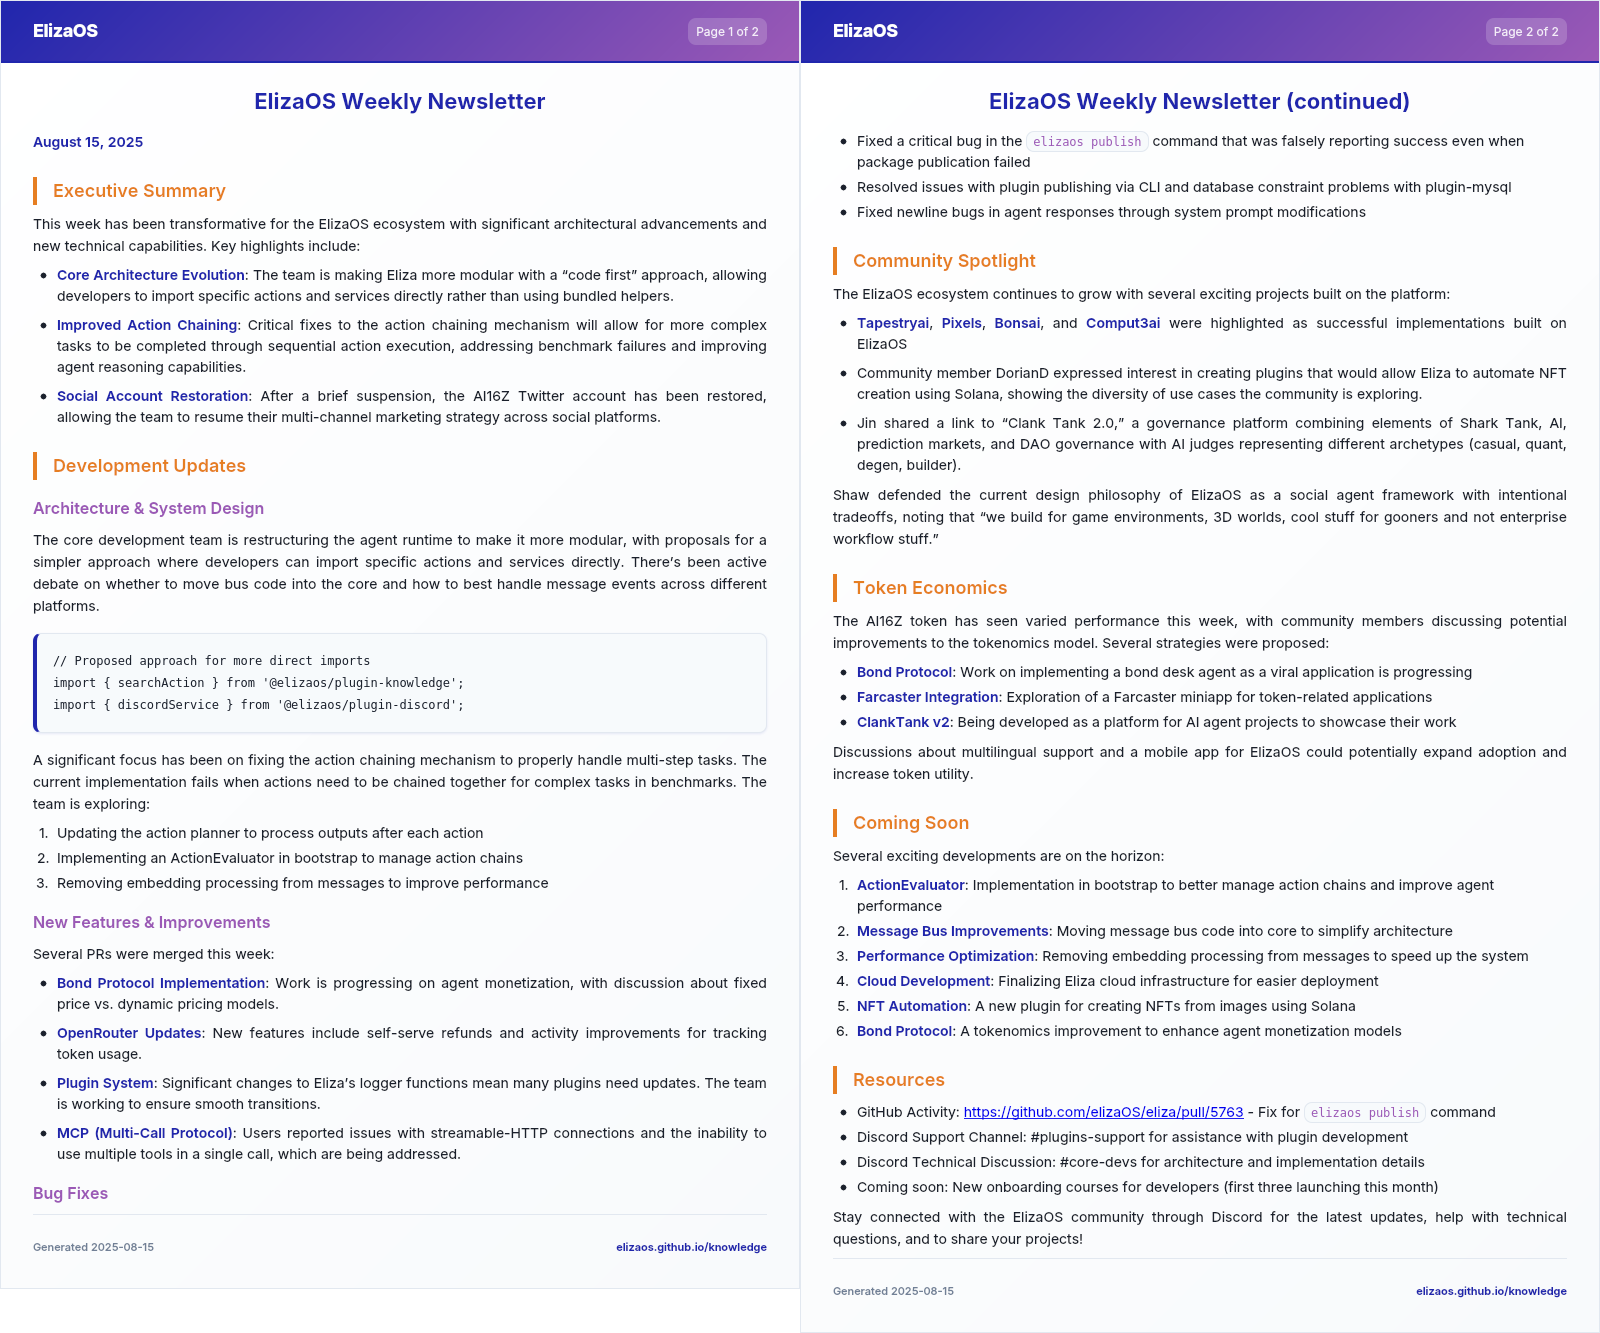 ElizaOS
Page 1 of 2
ElizaOS Weekly Newsletter
August 15, 2025
Executive Summary
This week has been transformative for the ElizaOS ecosystem with significant architectural advancements and
new technical capabilities. Key highlights include:
• Core Architecture Evolution: The team is making Eliza more modular with a “code first” approach, allowing
developers to import specific actions and services directly rather than using bundled helpers.
• Improved Action Chaining: Critical fixes to the action chaining mechanism will allow for more complex
tasks to be completed through sequential action execution, addressing benchmark failures and improving
agent reasoning capabilities.
• Social Account Restoration: After a brief suspension, the AI16Z Twitter account has been restored,
allowing the team to resume their multi-channel marketing strategy across social platforms.
Development Updates
Architecture & System Design
The core development team is restructuring the agent runtime to make it more modular, with proposals for a
simpler approach where developers can import specific actions and services directly. There’s been active
debate on whether to move bus code into the core and how to best handle message events across different
platforms.
// Proposed approach for more direct imports
import { searchAction } from '@elizaos/plugin-knowledge';
import { discordService } from '@elizaos/plugin-discord';
A significant focus has been on fixing the action chaining mechanism to properly handle multi-step tasks. The
current implementation fails when actions need to be chained together for complex tasks in benchmarks. The
team is exploring:
1. Updating the action planner to process outputs after each action
2. Implementing an ActionEvaluator in bootstrap to manage action chains
3. Removing embedding processing from messages to improve performance
New Features & Improvements
Several PRs were merged this week:
• Bond Protocol Implementation: Work is progressing on agent monetization, with discussion about fixed
price vs. dynamic pricing models.
• OpenRouter Updates: New features include self-serve refunds and activity improvements for tracking
token usage.
• Plugin System: Significant changes to Eliza’s logger functions mean many plugins need updates. The team
is working to ensure smooth transitions.
• MCP (Multi-Call Protocol): Users reported issues with streamable-HTTP connections and the inability to
use multiple tools in a single call, which are being addressed.
Bug Fixes
Generated 2025-08-15
elizaos.github.io/knowledge
ElizaOS
Page 2 of 2
ElizaOS Weekly Newsletter (continued)
• Fixed a critical bug in the elizaos publish command that was falsely reporting success even when
package publication failed
• Resolved issues with plugin publishing via CLI and database constraint problems with plugin-mysql
• Fixed newline bugs in agent responses through system prompt modifications
Community Spotlight
The ElizaOS ecosystem continues to grow with several exciting projects built on the platform:
• Tapestryai, Pixels, Bonsai, and Comput3ai were highlighted as successful implementations built on
ElizaOS
• Community member DorianD expressed interest in creating plugins that would allow Eliza to automate NFT
creation using Solana, showing the diversity of use cases the community is exploring.
• Jin shared a link to “Clank Tank 2.0,” a governance platform combining elements of Shark Tank, AI,
prediction markets, and DAO governance with AI judges representing different archetypes (casual, quant,
degen, builder).
Shaw defended the current design philosophy of ElizaOS as a social agent framework with intentional
tradeoffs, noting that “we build for game environments, 3D worlds, cool stuff for gooners and not enterprise
workflow stuff.”
Token Economics
The AI16Z token has seen varied performance this week, with community members discussing potential
improvements to the tokenomics model. Several strategies were proposed:
• Bond Protocol: Work on implementing a bond desk agent as a viral application is progressing
• Farcaster Integration: Exploration of a Farcaster miniapp for token-related applications
• ClankTank v2: Being developed as a platform for AI agent projects to showcase their work
Discussions about multilingual support and a mobile app for ElizaOS could potentially expand adoption and
increase token utility.
Coming Soon
Several exciting developments are on the horizon:
1. ActionEvaluator: Implementation in bootstrap to better manage action chains and improve agent
performance
2. Message Bus Improvements: Moving message bus code into core to simplify architecture
3. Performance Optimization: Removing embedding processing from messages to speed up the system
4. Cloud Development: Finalizing Eliza cloud infrastructure for easier deployment
5. NFT Automation: A new plugin for creating NFTs from images using Solana
6. Bond Protocol: A tokenomics improvement to enhance agent monetization models
Resources
• GitHub Activity: https://github.com/elizaOS/eliza/pull/5763 - Fix for elizaos publish command
• Discord Support Channel: #plugins-support for assistance with plugin development
• Discord Technical Discussion: #core-devs for architecture and implementation details
• Coming soon: New onboarding courses for developers (first three launching this month)
Stay connected with the ElizaOS community through Discord for the latest updates, help with technical
questions, and to share your projects!
Generated 2025-08-15
elizaos.github.io/knowledge